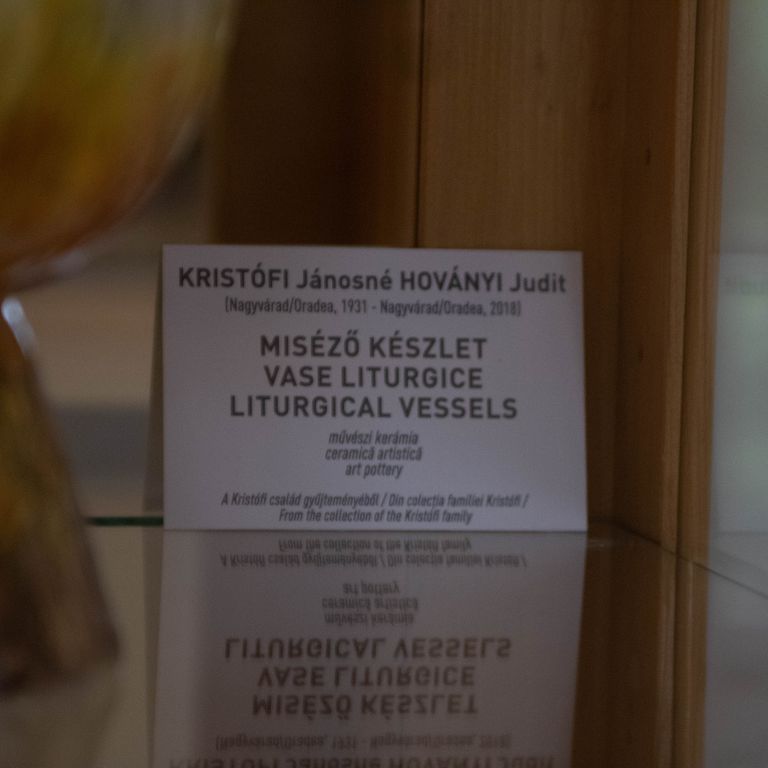 KRISTÓFI Jánosné HOVÁNYI Judit
(Nagyvárad/Oradea, 1931 - Nagyvárad/Oradea, 2018)
MISÉZŐ KÉSZLET
VASE LITURGICE
LITURGICAL VESSELS
művészi kerámia
ceramică artistică
art pottery
A Kristófi család gyűjteményéből / Din colecția familiei Kristófi /
From the collection of the Kristófi family